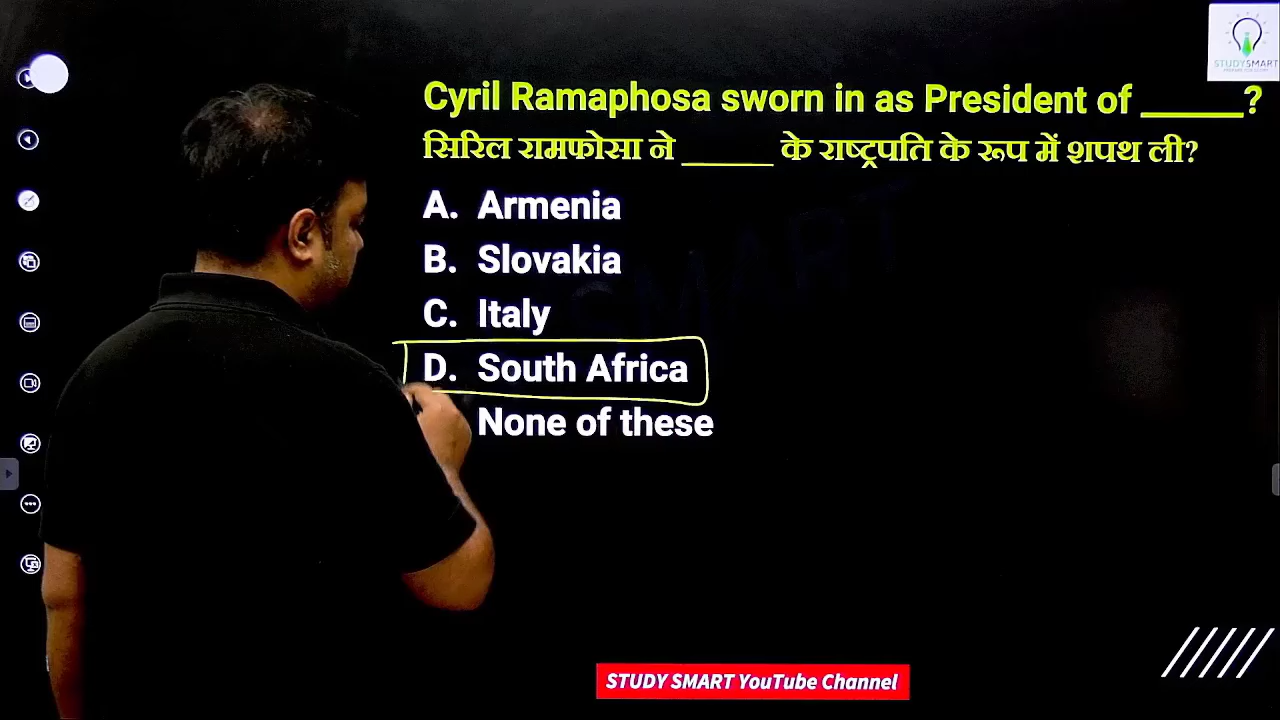 STUDYSMART
Cyril Ramaphosa sworn in as President of ______?
सिरिल रामफोसा ने ______ के राष्ट्रपति के रूप में शपथ ली?
A. Armenia
B. Slovakia
C. Italy
D. South Africa
None of these
STUDY SMART YouTube Channel